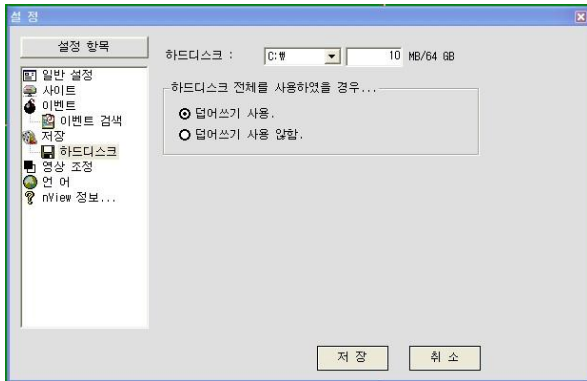 설 정
설정 항목
일반 설정
사이트
이벤트
이벤트 검색
저장
하드디스크
영상 조정
언 어
nView 정보...
하드디스크 : C:₩ 10 MB/64 GB
하드디스크 전체를 사용하였을 경우...
덮어쓰기 사용.
덮어쓰기 사용 않함.
저 장
취 소